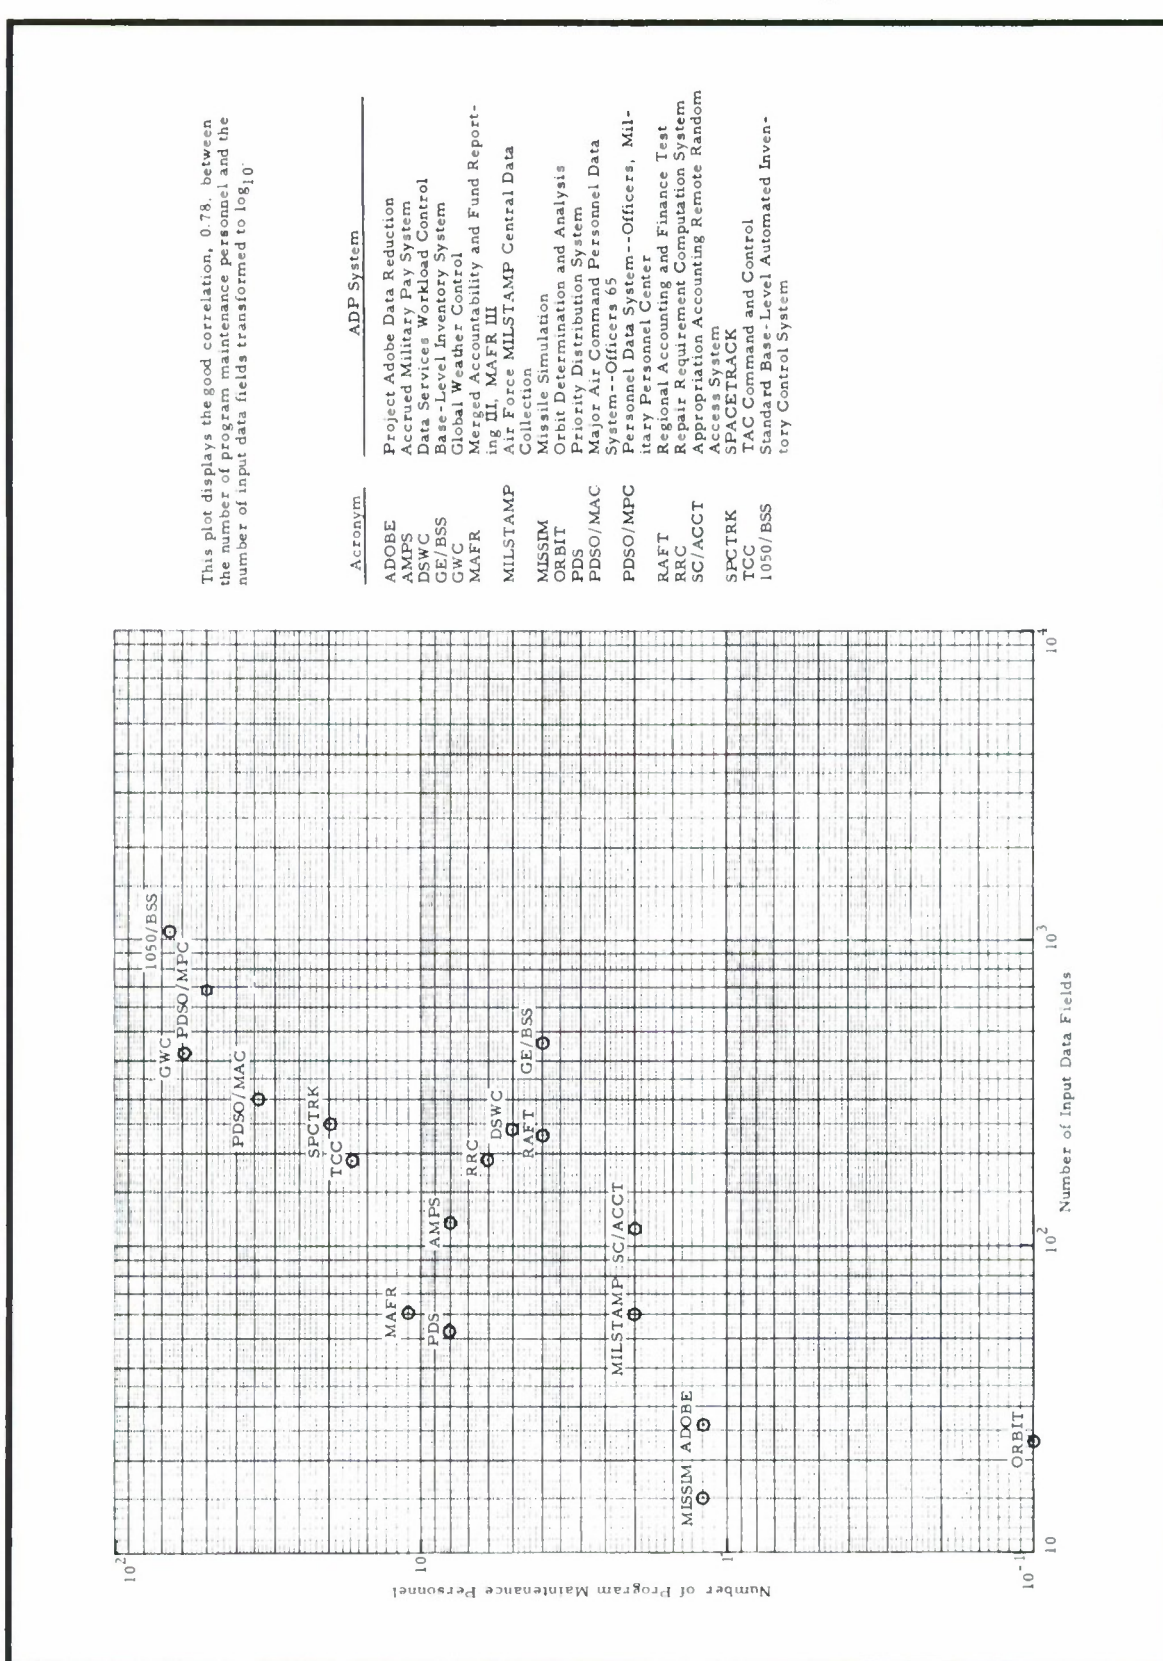 This plot displays the good correlation, 0.78, between
the number of program maintenance personnel and the
number of input data fields transformed to log10.
Acronym ADP System
ADOBE Project Adobe Data Reduction
AMPS Accrued Military Pay System
DSWC Data Services Workload Control
GE/BSS Base-Level Inventory System
GWC Global Weather Control
MAFR Merged Accountability and Fund Report-
ing III, MAFR III
MILSTAMP Air Force MILSTAMP Central Data
Collection
MISSIM Missile Simulation
ORBIT Orbit Determination and Analysis
PDS Priority Distribution System
PDSO/MAC Major Air Command Personnel Data
System--Officers 65
PDSO/MPC Personnel Data System--Officers, Mil-
itary Personnel Center
RAFT Regional Accounting and Finance Test
RRC Repair Requirement Computation System
SC/ACCT Appropriation Accounting Remote Random
Access System
SPCTRK SPACETRACK
TCC TAC Command and Control
1050/BSS Standard Base-Level Automated Inven-
tory Control System
Number of Program Maintenance Personnel
10^2
10
1
10^-1
1050/BSS
GWC
PDSO/MPC
PDSO/MAC
SPCTRK
TCC
MAFR
AMPS
PDS
RRC
DSWC
RAFT
GE/BSS
MILSTAMP
SC/ACCT
MISSIM
ADOBE
ORBIT
10
10^2
10^3
10^4
Number of Input Data Fields